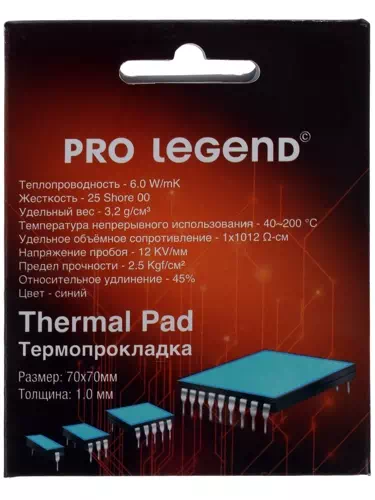 PRO LEGEND©
Теплопроводность - 6.0 W/mK
Жесткость - 25 Shore 00
Удельный вес - 3,2 g/cm³
Температура непрерывного использования - 40~200 °C
Удельное объёмное сопротивление - 1x1012 Ω-см
Напряжение пробоя - 12 KV/мм
Предел прочности - 2.5 Kgf/cм²
Относительное удлинение - 45%
Цвет - синий
Thermal Pad
Термопрокладка
Размер: 70x70мм
Толщина: 1.0 мм